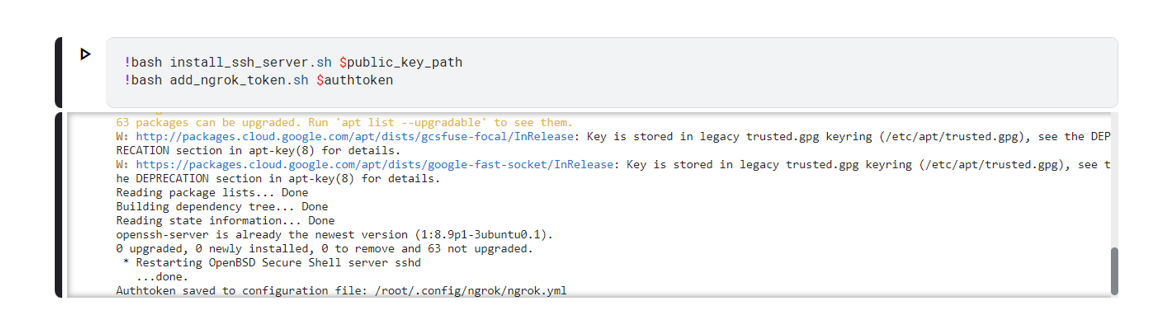 !bash install_ssh_server.sh $public_key_path
!bash add_ngrok_token.sh $authtoken
63 packages can be upgraded. Run 'apt list --upgradable' to see them.
W: http://packages.cloud.google.com/apt/dists/gcsfuse-focal/InRelease: Key is stored in legacy trusted.gpg keyring (/etc/apt/trusted.gpg), see the DEP
RECATION section in apt-key(8) for details.
W: https://packages.cloud.google.com/apt/dists/google-fast-socket/InRelease: Key is stored in legacy trusted.gpg keyring (/etc/apt/trusted.gpg), see t
he DEPRECATION section in apt-key(8) for details.
Reading package lists... Done
Building dependency tree... Done
Reading state information... Done
openssh-server is already the newest version (1:8.9p1-3ubuntu0.1).
0 upgraded, 0 newly installed, 0 to remove and 63 not upgraded.
* Restarting OpenBSD Secure Shell server sshd
...done.
Authtoken saved to configuration file: /root/.config/ngrok/ngrok.yml